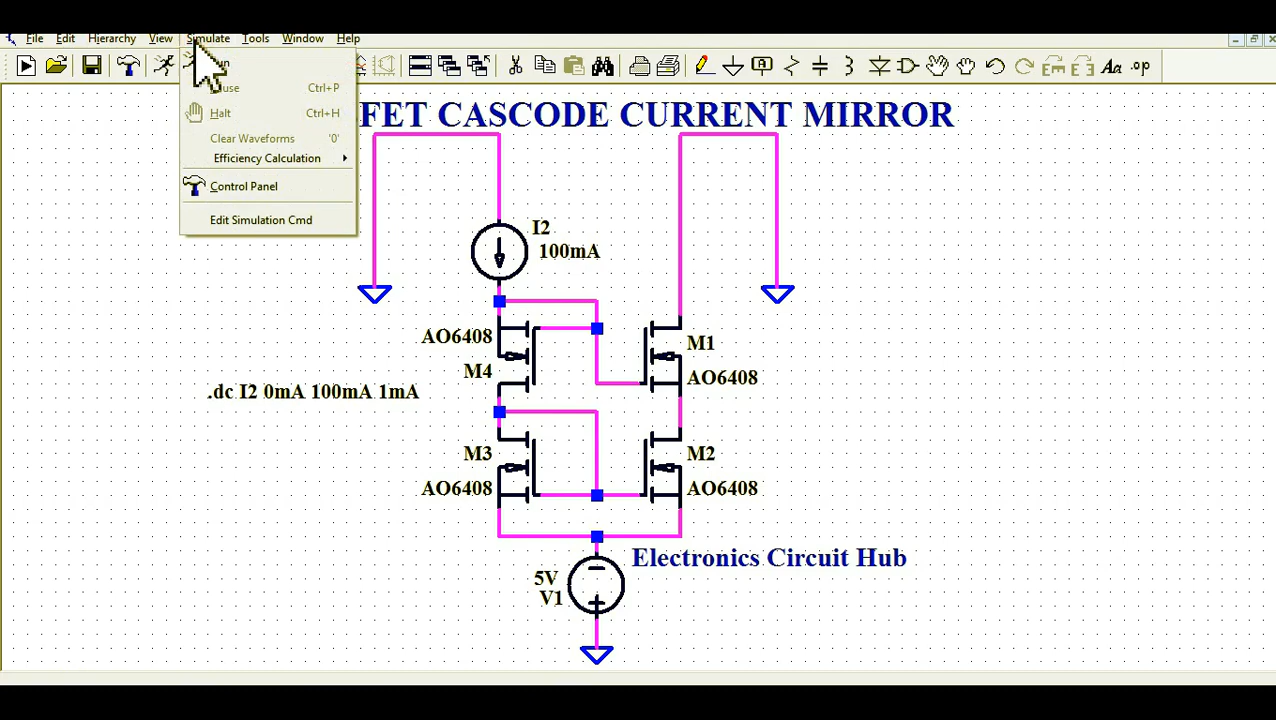 File Edit Hierarchy View Simulate Tools Window Help
Ctrl+P
Halt Ctrl+H
Clear Waveforms '0'
Efficiency Calculation
Control Panel
Edit Simulation Cmd
Aa .op
FET CASCODE CURRENT MIRROR
I2
100mA
AO6408
M4
M1
AO6408
.dc I2 0mA 100mA 1mA
M3
AO6408
M2
AO6408
5V
V1
Electronics Circuit Hub